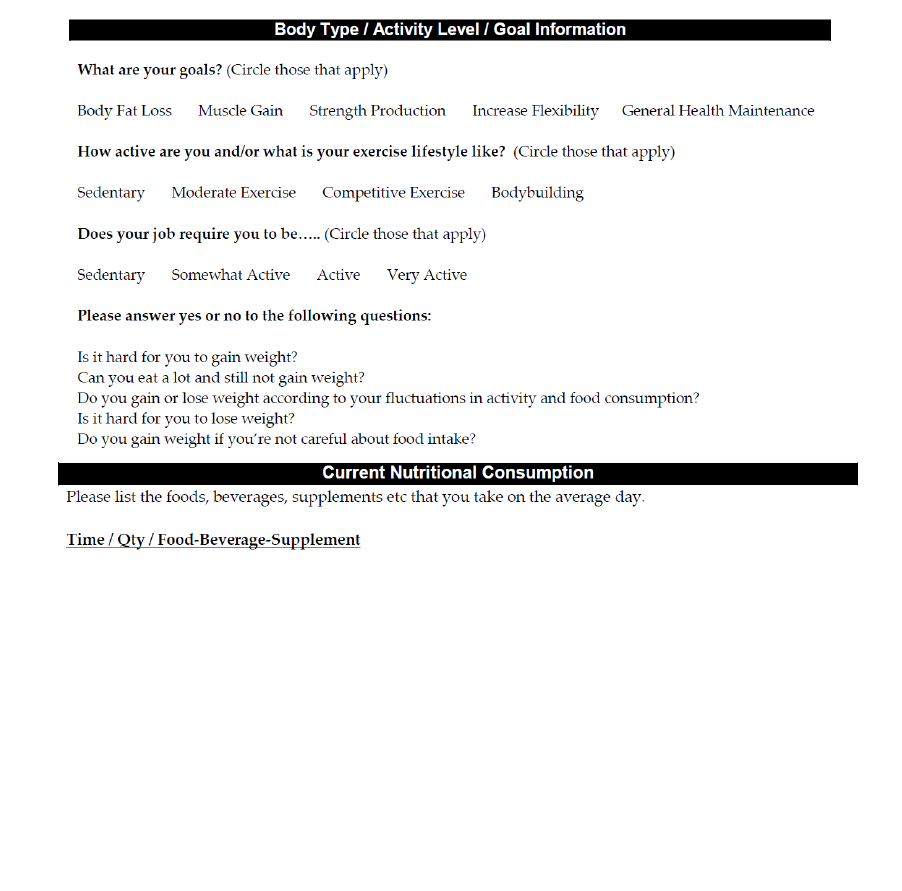 Body Type / Activity Level / Goal Information
What are your goals? (Circle those that apply)
Body Fat Loss Muscle Gain Strength Production Increase Flexibility General Health Maintenance
How active are you and/or what is your exercise lifestyle like? (Circle those that apply)
Sedentary Moderate Exercise Competitive Exercise Bodybuilding
Does your job require you to be….. (Circle those that apply)
Sedentary Somewhat Active Active Very Active
Please answer yes or no to the following questions:
Is it hard for you to gain weight?
Can you eat a lot and still not gain weight?
Do you gain or lose weight according to your fluctuations in activity and food consumption?
Is it hard for you to lose weight?
Do you gain weight if you're not careful about food intake?
Current Nutritional Consumption
Please list the foods, beverages, supplements etc that you take on the average day.
Time / Qty / Food-Beverage-Supplement